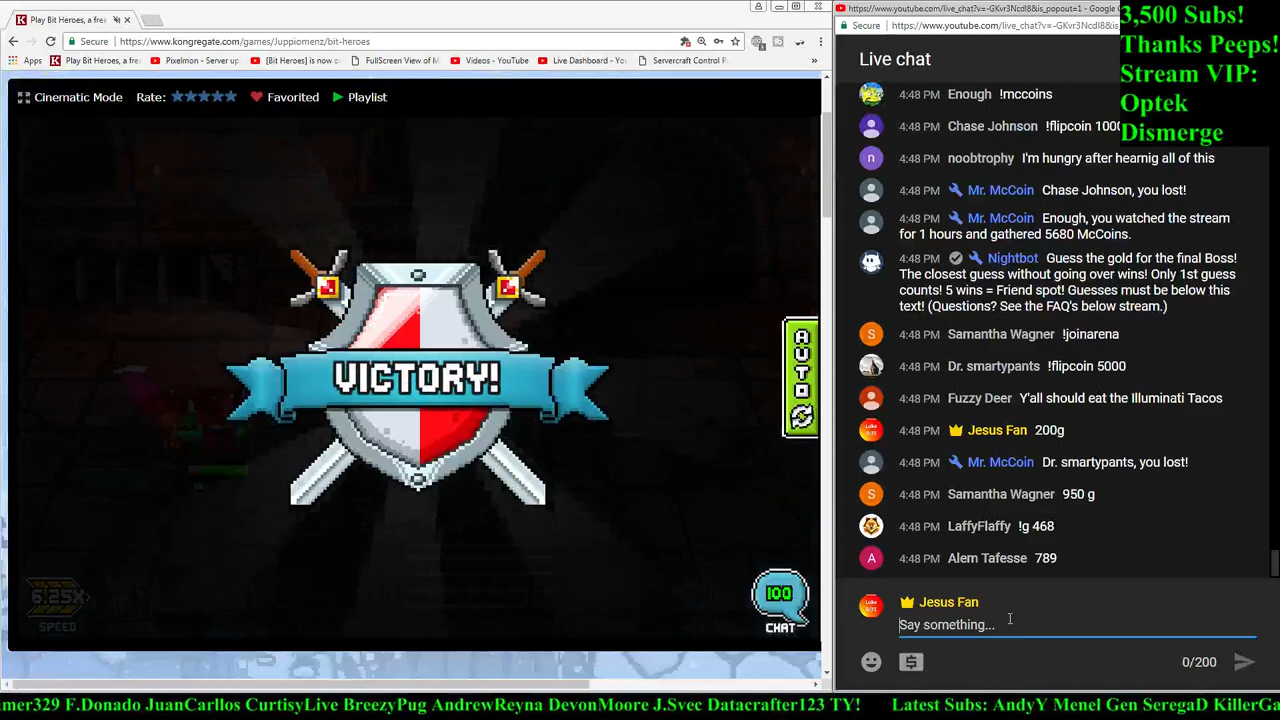 Play Bit Heroes, a fre
https://www.youtube.com/live_chat?v=-GKvr3NcdI8&is_popout=1 - Google C
Secure https://www.kongregate.com/games/Juppiomenz/bit-heroes
Secure https://www.youtube.com/live_chat?v=-GKvr3NcdI8&is
Apps Play Bit Heroes, a fre Pixelmon - Server up [Bit Heroes] is now o FullScreen View of M Videos - YouTube Live Dashboard - Yo Servercraft Control P »
3,500 Subs!
Thanks Peeps!
Stream VIP:
Optek
Dismerge
Cinematic Mode Rate: Favorited Playlist
VICTORY!
AUTO
6.25X
SPEED
100
CHAT
Live chat
4:48 PM Enough !mccoins
4:48 PM Chase Johnson !flipcoin 1000
4:48 PM noobtrophy I'm hungry after hearnig all of this
4:48 PM Mr. McCoin Chase Johnson, you lost!
4:48 PM Mr. McCoin Enough, you watched the stream
for 1 hours and gathered 5680 McCoins.
4:48 PM Nightbot Guess the gold for the final Boss!
The closest guess without going over wins! Only 1st guess
counts! 5 wins = Friend spot! Guesses must be below this
text! (Questions? See the FAQ's below stream.)
4:48 PM Samantha Wagner !joinarena
4:48 PM Dr. smartypants !flipcoin 5000
4:48 PM Fuzzy Deer Y'all should eat the Illuminati Tacos
4:48 PM Jesus Fan 200g
4:48 PM Mr. McCoin Dr. smartypants, you lost!
4:48 PM Samantha Wagner 950 g
4:48 PM LaffyFlaffy !g 468
4:48 PM Alem Tafesse 789
Jesus Fan
Say something...
0/200
amer329 F.Donado JuanCarllos CurtisyLive BreezyPug AndrewReyna DevonMoore J.Svec Datacrafter123 TY! Latest Subs: AndyY Menel Gen SeregaD KillerGa